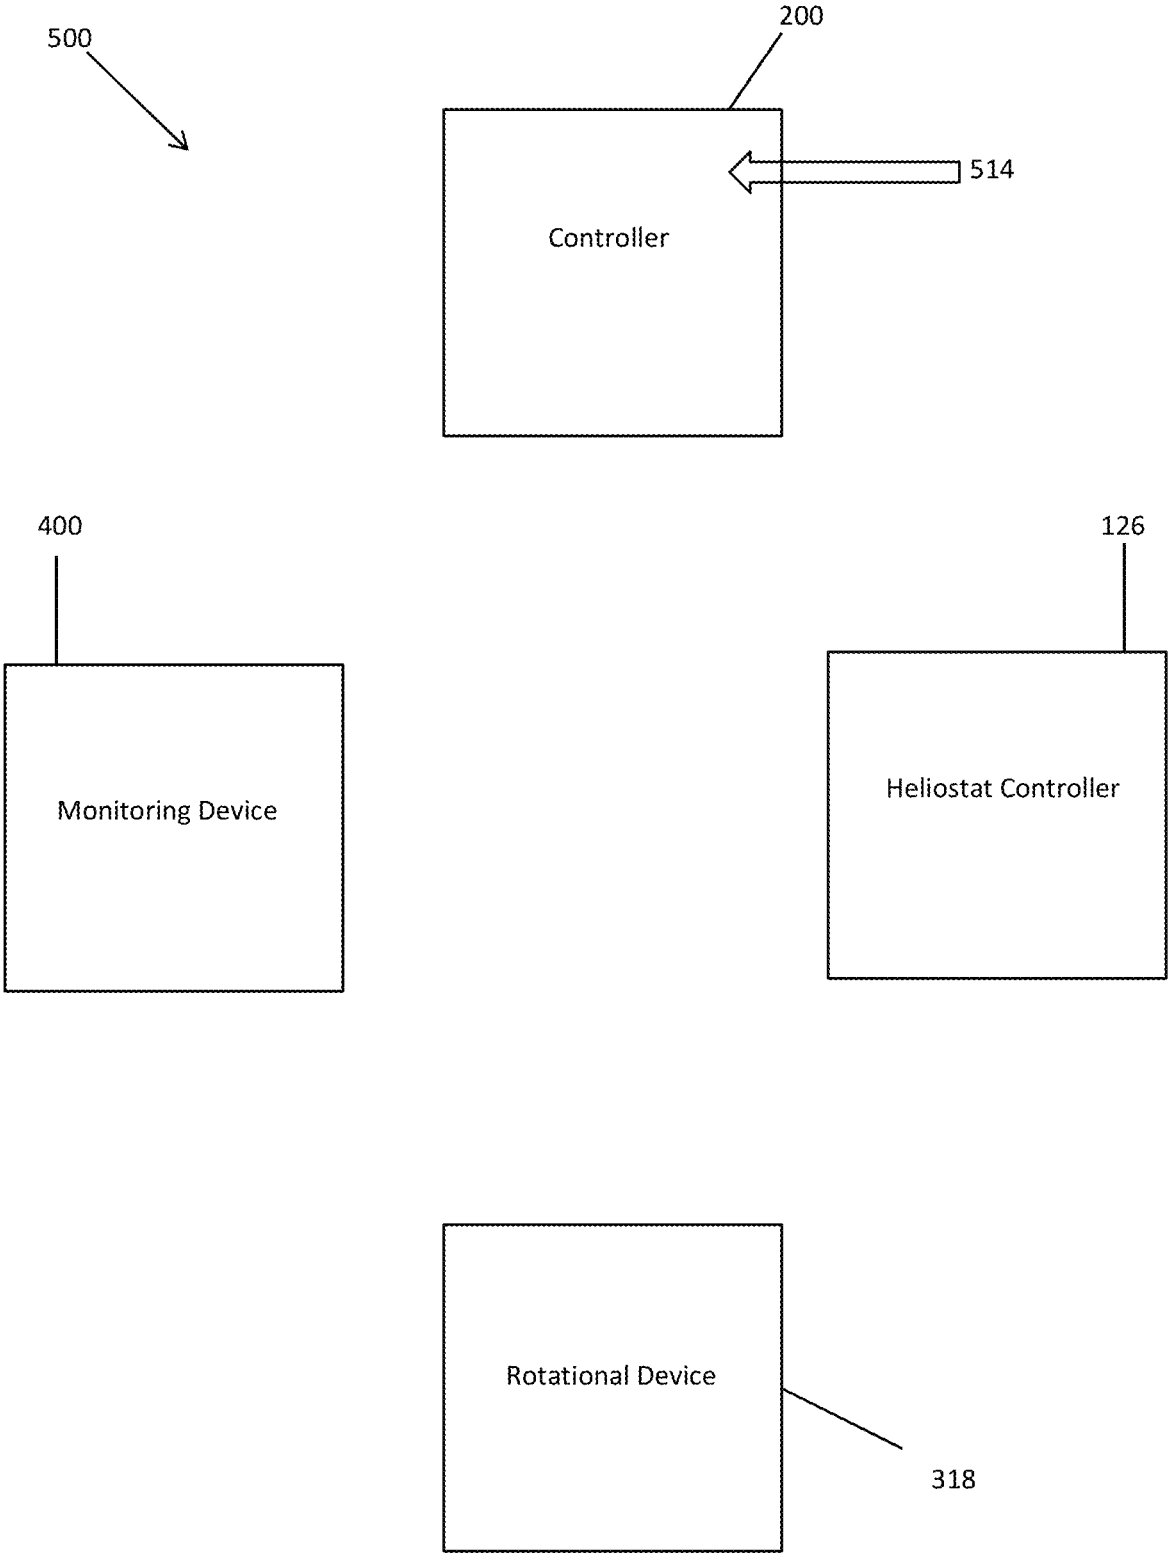 200
500
514
Controller
400
126
Heliostat Controller
Monitoring Device
Rotational Device
318